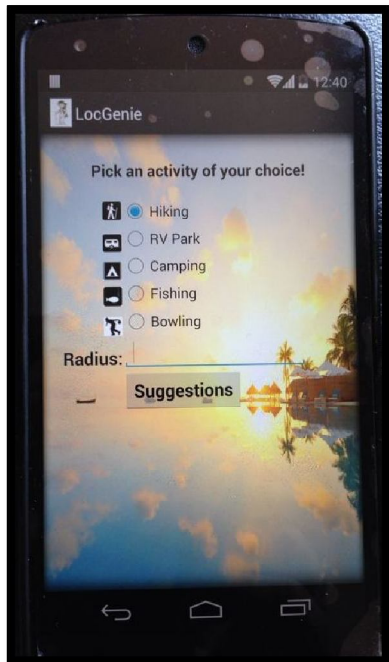 12:40
LocGenie
Pick an activity of your choice!
Hiking
RV Park
Camping
Fishing
Bowling
Radius:
Suggestions